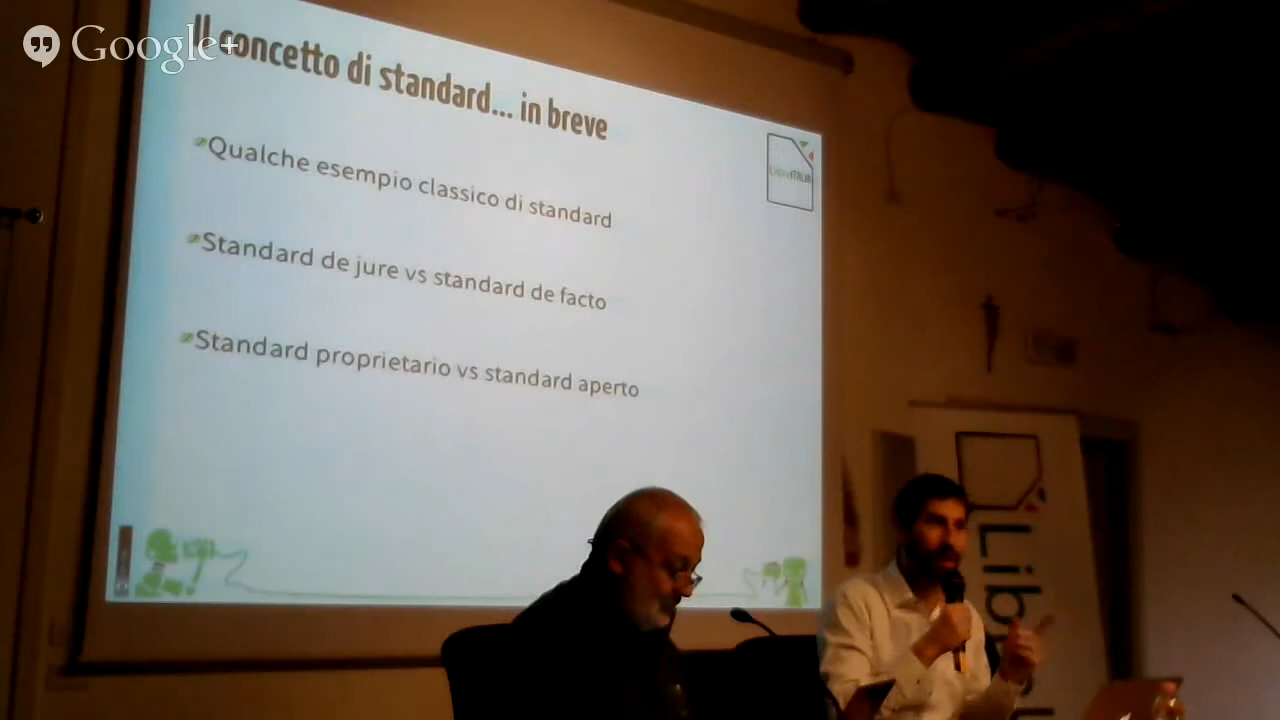 Google+
Il concetto di standard... in breve
LibreITALIA
Qualche esempio classico di standard
Standard de jure vs standard de facto
Standard proprietario vs standard aperto